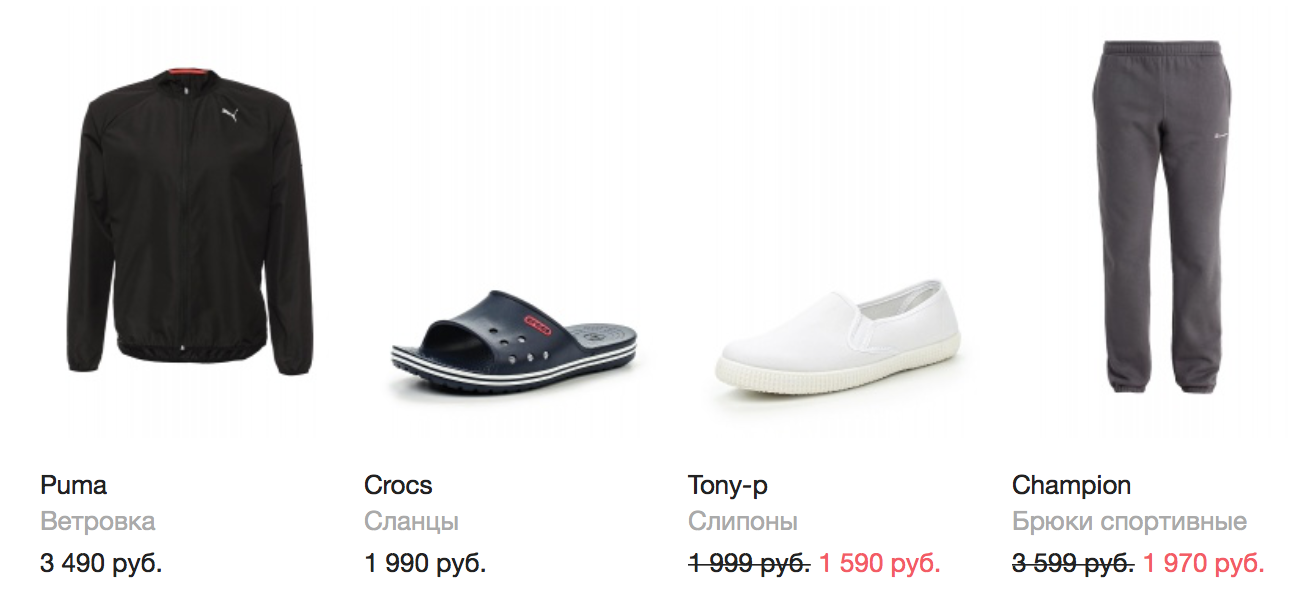 crocs
Puma
Ветровка
3 490 руб.
Crocs
Сланцы
1 990 руб.
Tony-p
Слипоны
1 999 руб. 1 590 руб.
Champion
Брюки спортивные
3 599 руб. 1 970 руб.